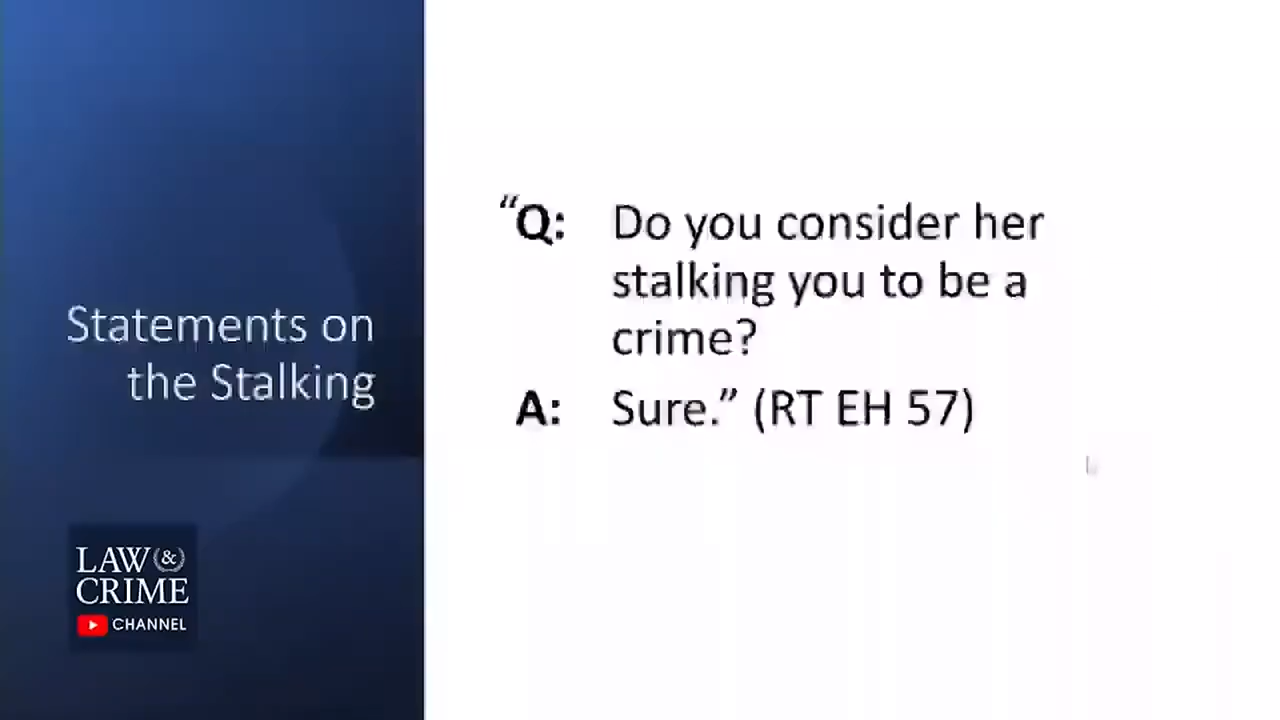 Statements on
the Stalking
LAW & CRIME
CHANNEL
“Q: Do you consider her
stalking you to be a
crime?
A: Sure.” (RT EH 57)